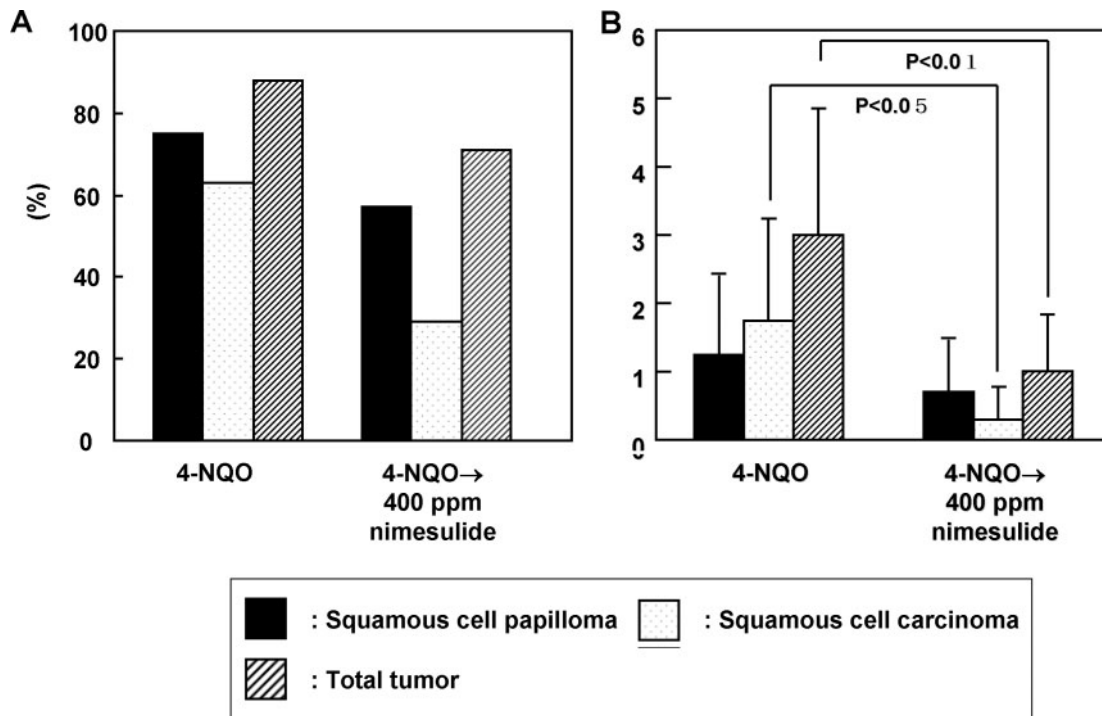 A
100
80
60
40
20
0
(%)
4-NQO
4-NQO→
400 ppm
nimesulide
B
6
5
4
3
2
1
0
P<0.01
P<0.05
4-NQO
4-NQO→
400 ppm
nimesulide
: Squamous cell papilloma
: Squamous cell carcinoma
: Total tumor